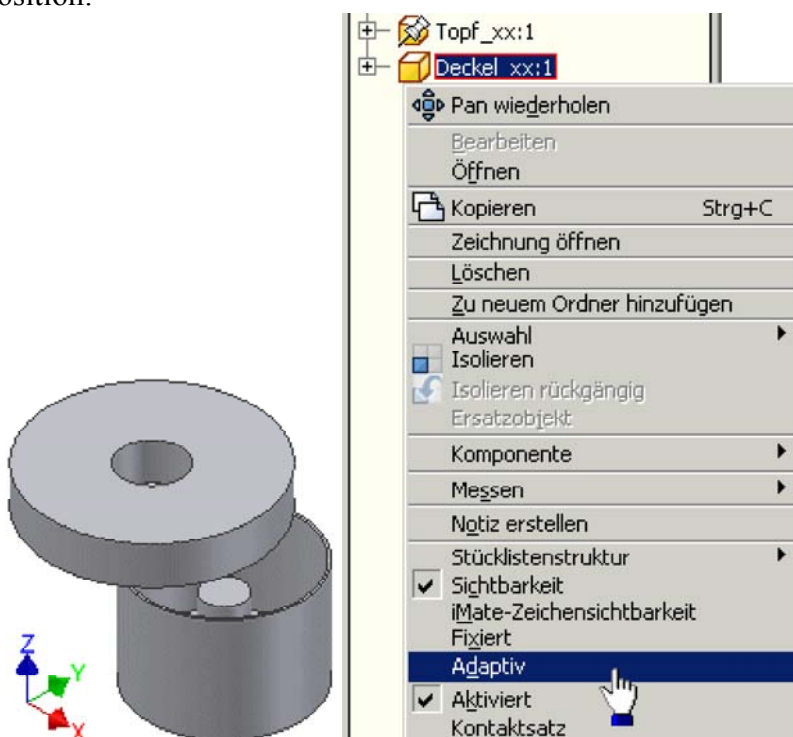 osition.
Topf_xx:1
Deckel_xx:1
Pan wiederholen
Bearbeiten
Öffnen
Kopieren Strg+C
Zeichnung öffnen
Löschen
Zu neuem Ordner hinzufügen
Auswahl
Isolieren
Isolieren rückgängig
Ersatzobjekt
Komponente
Messen
Notiz erstellen
Stücklistenstruktur
Sichtbarkeit
iMate-Zeichensichtbarkeit
Fixiert
Adaptiv
Aktiviert
Kontaktsatz
Z
Y
X